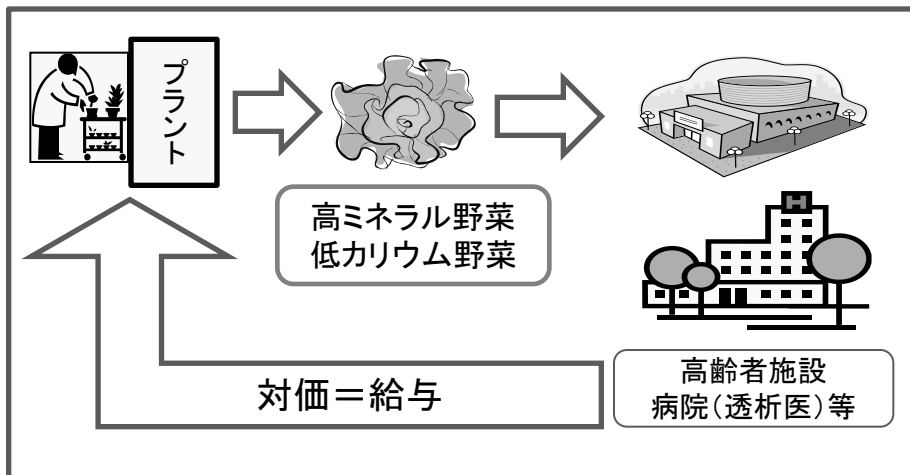 プラント
高ミネラル野菜
低カリウム野菜
H
高齢者施設
病院（透析医）等
対価＝給与